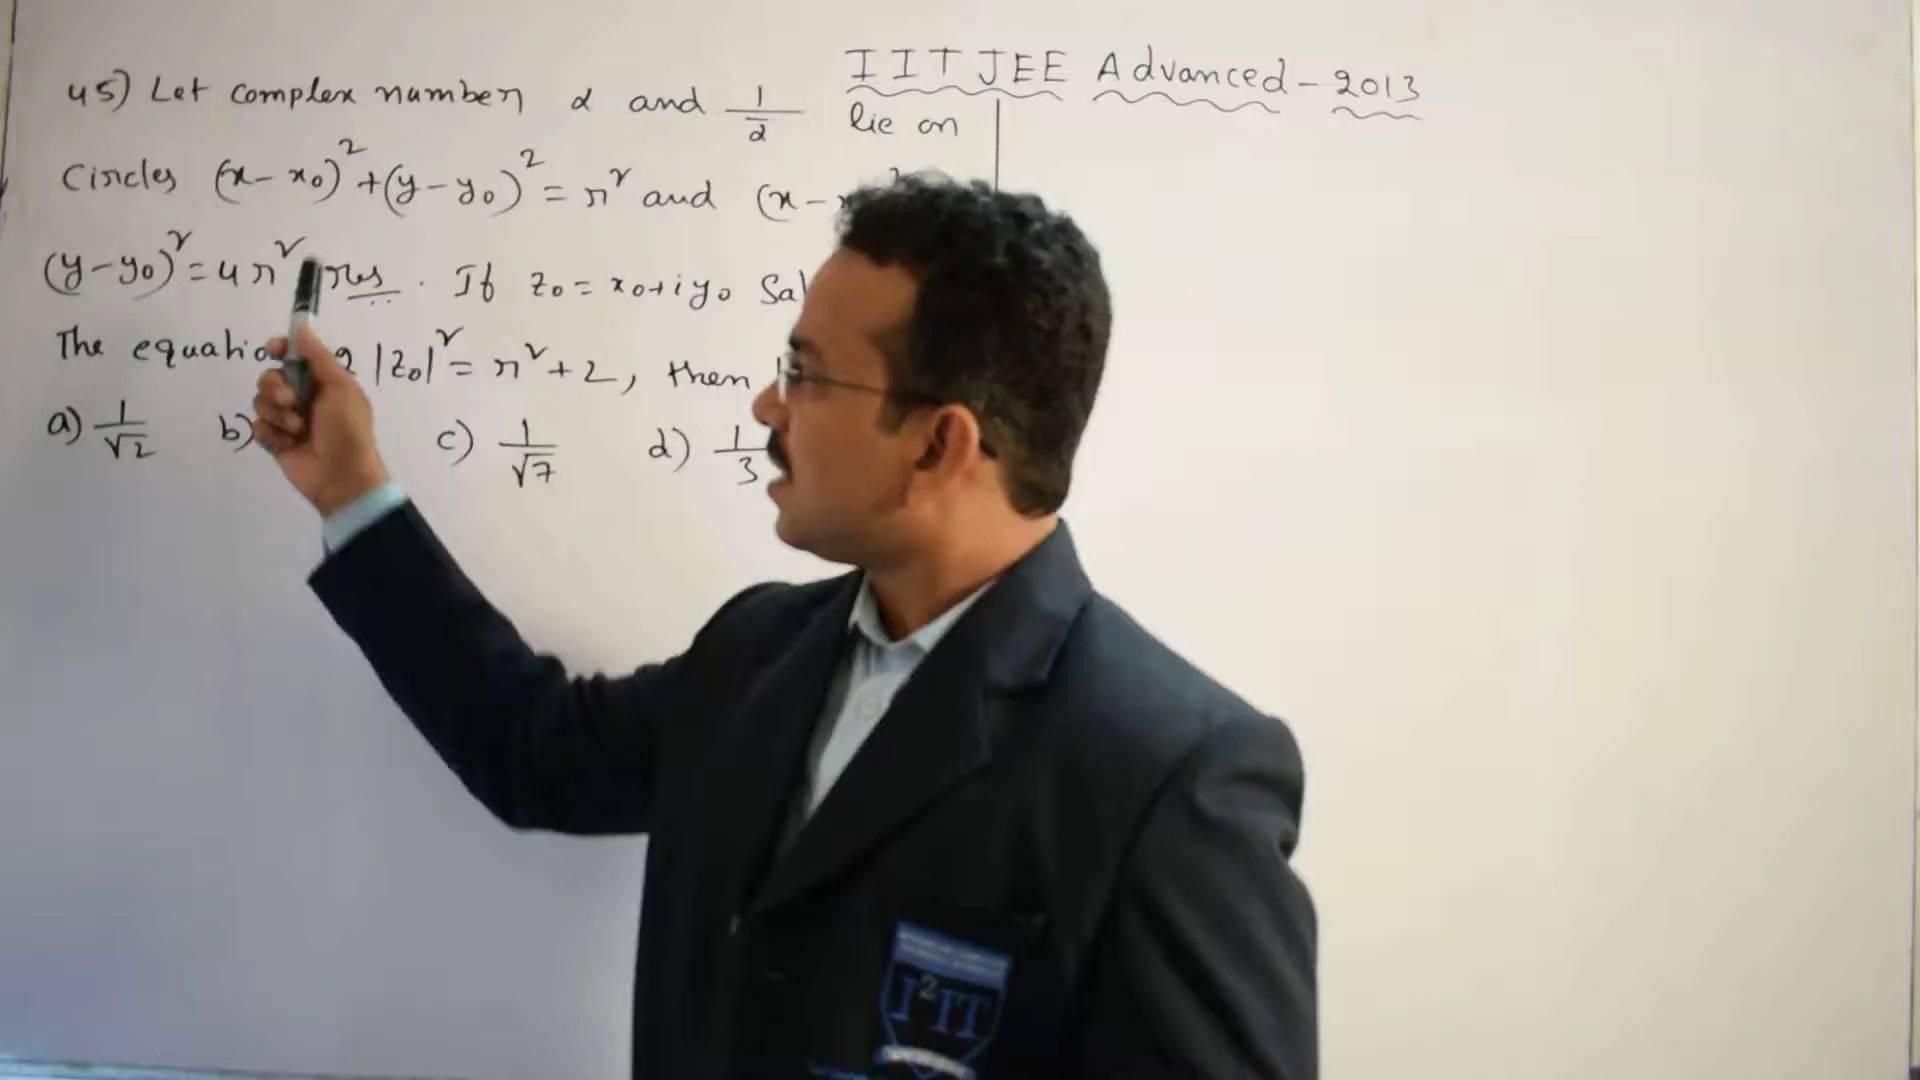 IIT JEE Advanced - 2013
45) Let complex number α and 1/ᾱ lie on
Circles (x-x₀)²+(y-y₀)²=r² and (x-
(y-y₀)²=4r² res. If z₀=x₀+iy₀
The 2|z₀|²=r²+2, then
a) 1/√2 b) c) 1/√7 d) 1/3
I²IT